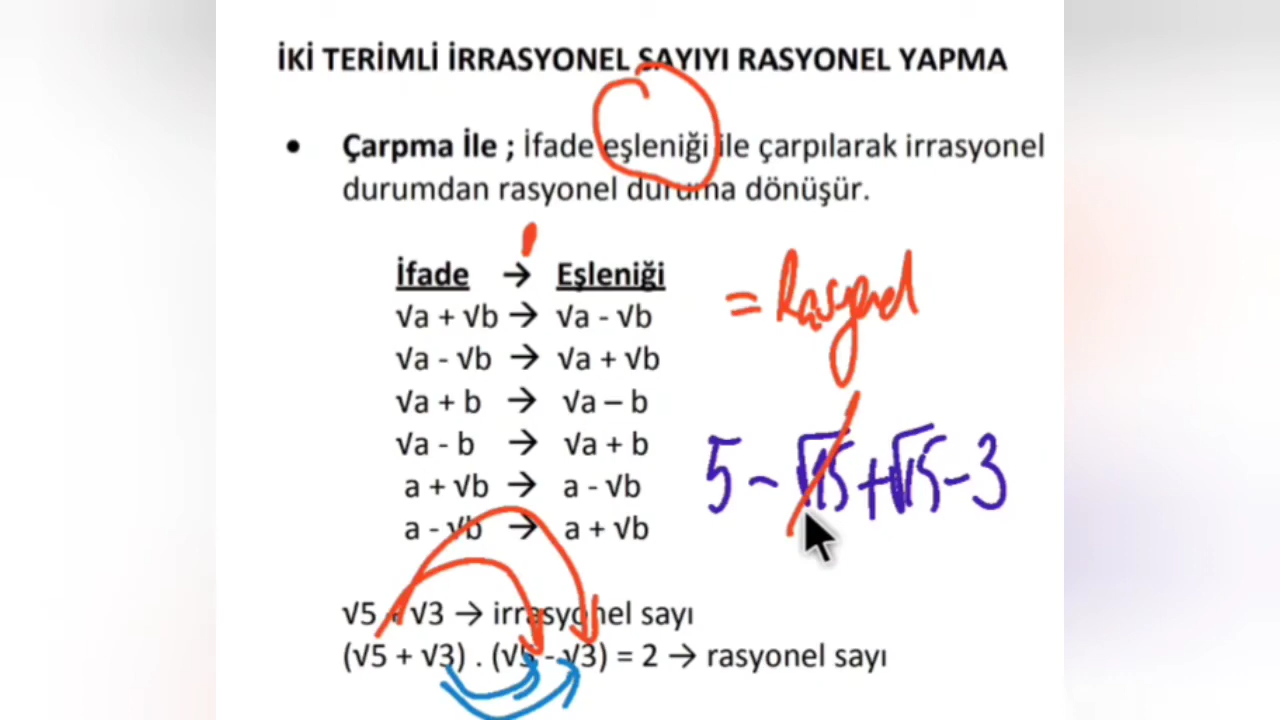 İKİ TERİMLİ İRRASYONEL SAYIYI RASYONEL YAPMA
• Çarpma İle ; İfade eşleniği ile çarpılarak irrasyonel
durumdan rasyonel duruma dönüşür.
İfade → Eşleniği
√a + √b → √a - √b
= Rasyonel
√a - √b → √a + √b
√a + b → √a – b
√a - b → √a + b
5 - √15 + √15 - 3
a + √b → a - √b
a - √b → a + √b
√5 + √3 → irrasyonel sayı
(√5 + √3) . (√5 - √3) = 2 → rasyonel sayı